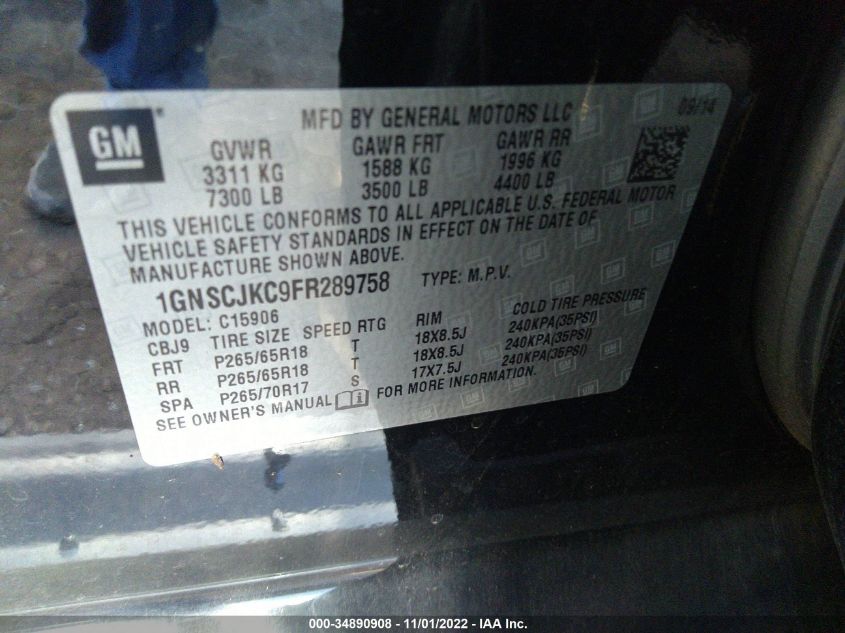 GM
MFD BY GENERAL MOTORS LLC
09/14
GVWR GAWR FRT GAWR RR
3311 KG 1588 KG 1996 KG
7300 LB 3500 LB 4400 LB
THIS VEHICLE CONFORMS TO ALL APPLICABLE U.S. FEDERAL MOTOR
VEHICLE SAFETY STANDARDS IN EFFECT ON THE DATE OF
MANUFACTURE SHOWN ABOVE.
1GNSCJKC9FR289758 TYPE: M.P.V.
MODEL: C15906
CBJ9 TIRE SIZE SPEED RTG RIM COLD TIRE PRESSURE
FRT P265/65R18 T 18X8.5J 240KPA(35PSI)
RR P265/65R18 T 18X8.5J 240KPA(35PSI)
SPA P265/70R17 S 17X7.5J 240KPA(35PSI)
SEE OWNER'S MANUAL i FOR MORE INFORMATION.
000-34890908 - 11/01/2022 - IAA Inc.